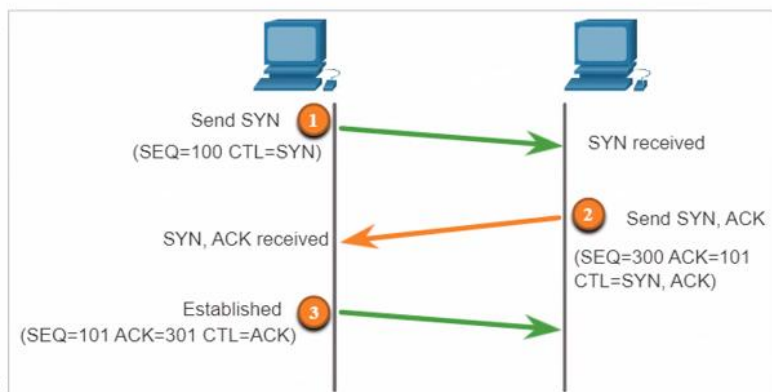 Send SYN
1
(SEQ=100 CTL=SYN)
SYN received
2
Send SYN, ACK
SYN, ACK received
(SEQ=300 ACK=101
CTL=SYN, ACK)
Established
3
(SEQ=101 ACK=301 CTL=ACK)